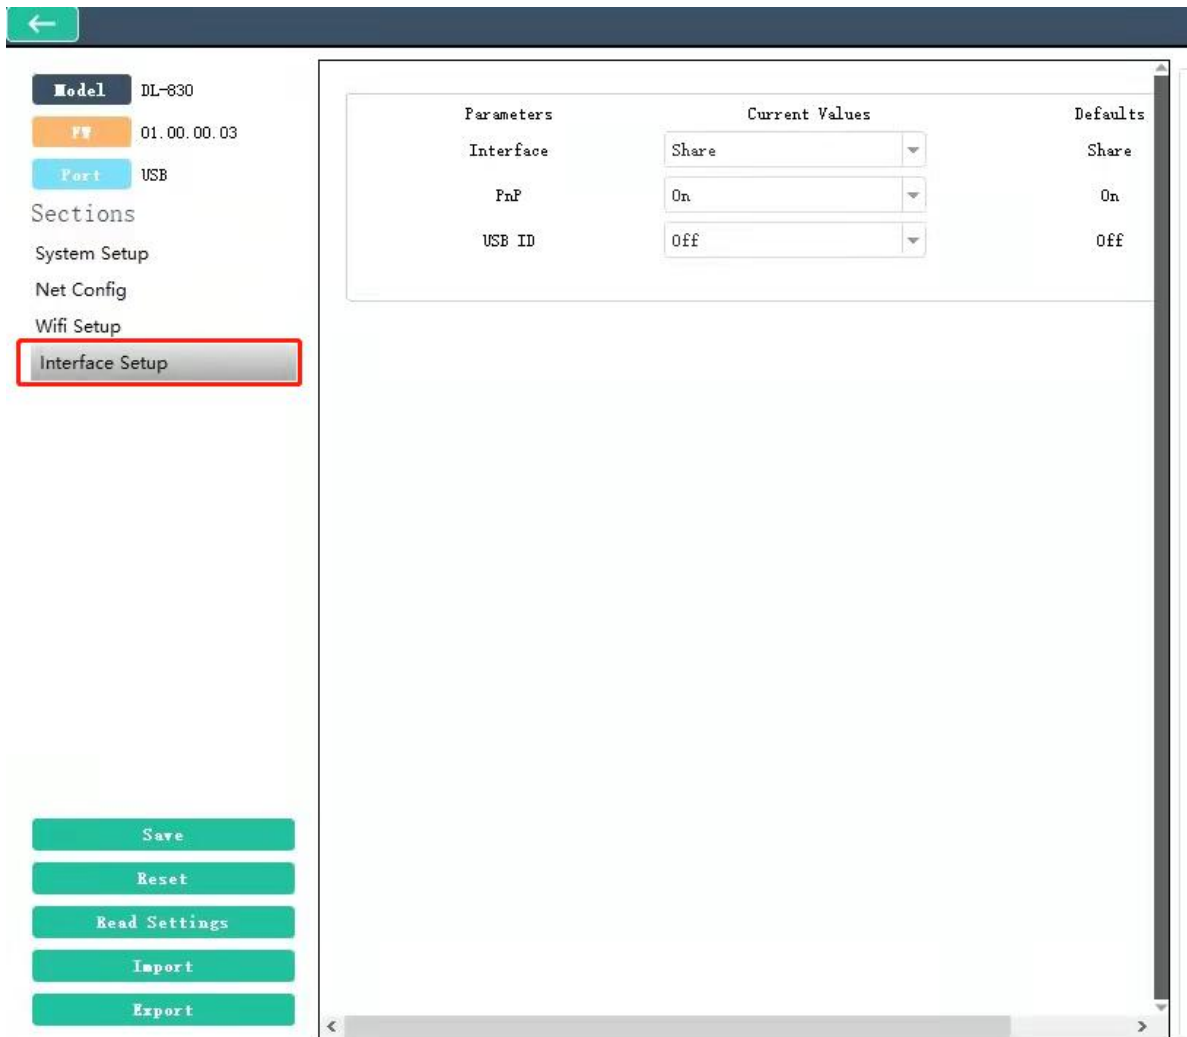 Model DL-830
FW 01.00.00.03
Port USB
Sections
System Setup
Net Config
Wifi Setup
Interface Setup
Save
Reset
Read Settings
Import
Export
Parameters Current Values Defaults
Interface Share Share
PnP On On
USB ID Off Off